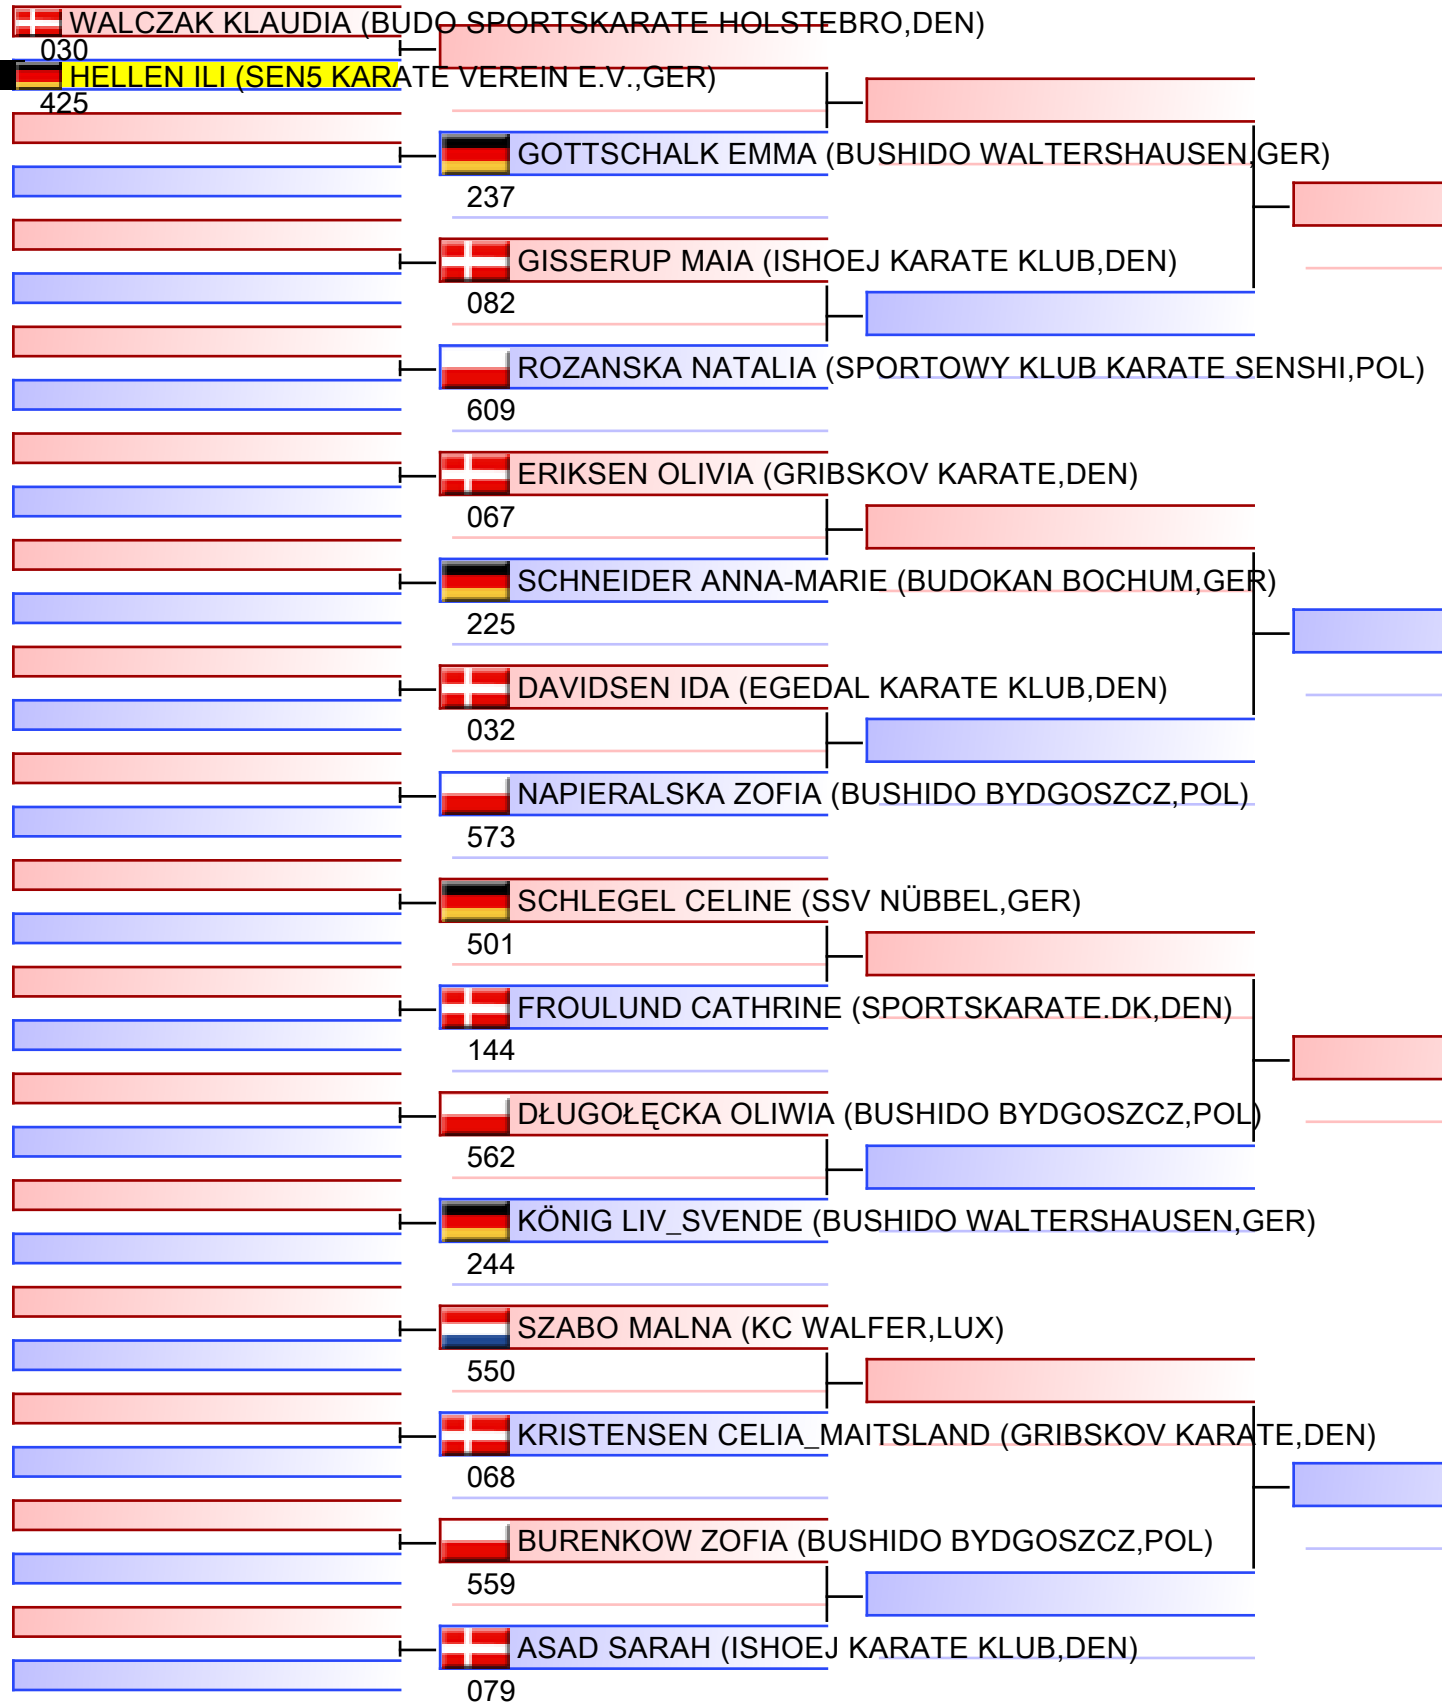 WALCZAK KLAUDIA (BUDO SPORTSKARATE HOLSTEBRO,DEN)
030
HELLEN ILI (SEN5 KARATE VEREIN E.V.,GER)
425
GOTTSCHALK EMMA (BUSHIDO WALTERSHAUSEN,GER)
237
GISSERUP MAIA (ISHOEJ KARATE KLUB,DEN)
082
ROZANSKA NATALIA (SPORTOWY KLUB KARATE SENSHI,POL)
609
ERIKSEN OLIVIA (GRIBSKOV KARATE,DEN)
067
SCHNEIDER ANNA-MARIE (BUDOKAN BOCHUM,GER)
225
DAVIDSEN IDA (EGEDAL KARATE KLUB,DEN)
032
NAPIERALSKA ZOFIA (BUSHIDO BYDGOSZCZ,POL)
573
SCHLEGEL CELINE (SSV NÜBBEL,GER)
501
FROULUND CATHRINE (SPORTSKARATE.DK,DEN)
144
DŁUGOŁĘCKA OLIWIA (BUSHIDO BYDGOSZCZ,POL)
562
KÖNIG LIV_SVENDE (BUSHIDO WALTERSHAUSEN,GER)
244
SZABO MALNA (KC WALFER,LUX)
550
KRISTENSEN CELIA_MAITSLAND (GRIBSKOV KARATE,DEN)
068
BURENKOW ZOFIA (BUSHIDO BYDGOSZCZ,POL)
559
ASAD SARAH (ISHOEJ KARATE KLUB,DEN)
079